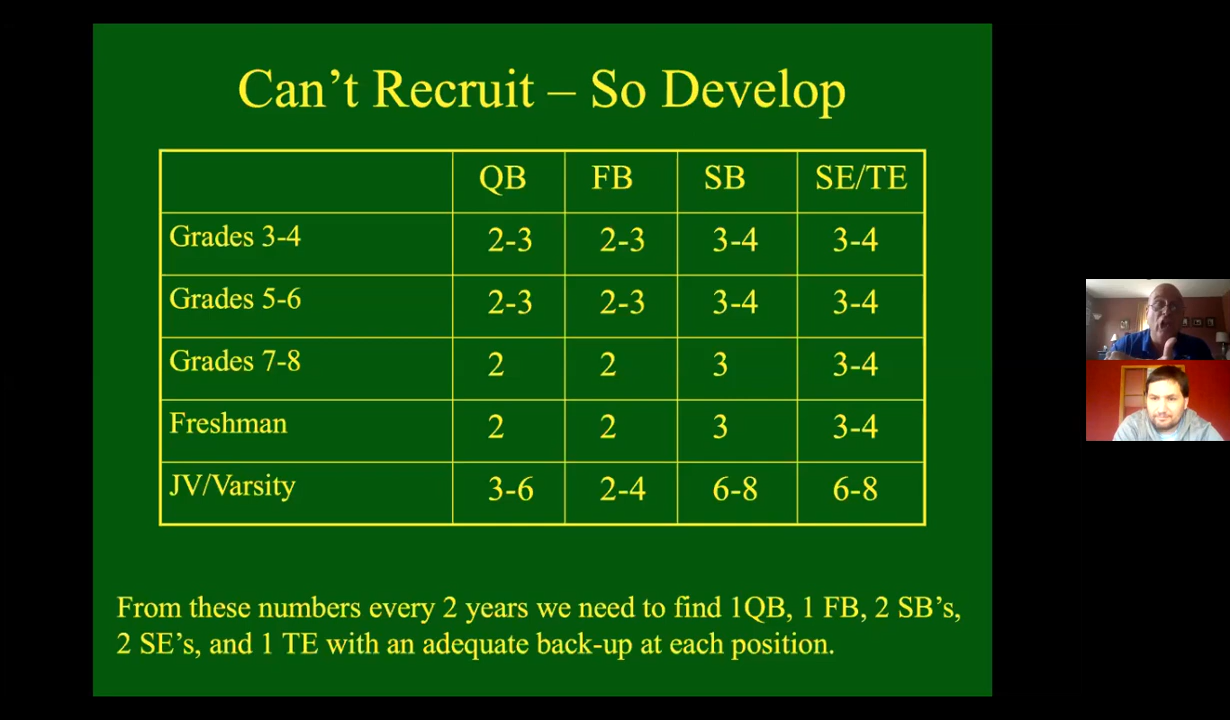 Can't Recruit – So Develop
QB FB SB SE/TE
Grades 3-4 2-3 2-3 3-4 3-4
Grades 5-6 2-3 2-3 3-4 3-4
Grades 7-8 2 2 3 3-4
Freshman 2 2 3 3-4
JV/Varsity 3-6 2-4 6-8 6-8
From these numbers every 2 years we need to find 1QB, 1 FB, 2 SB's,
2 SE's, and 1 TE with an adequate back-up at each position.